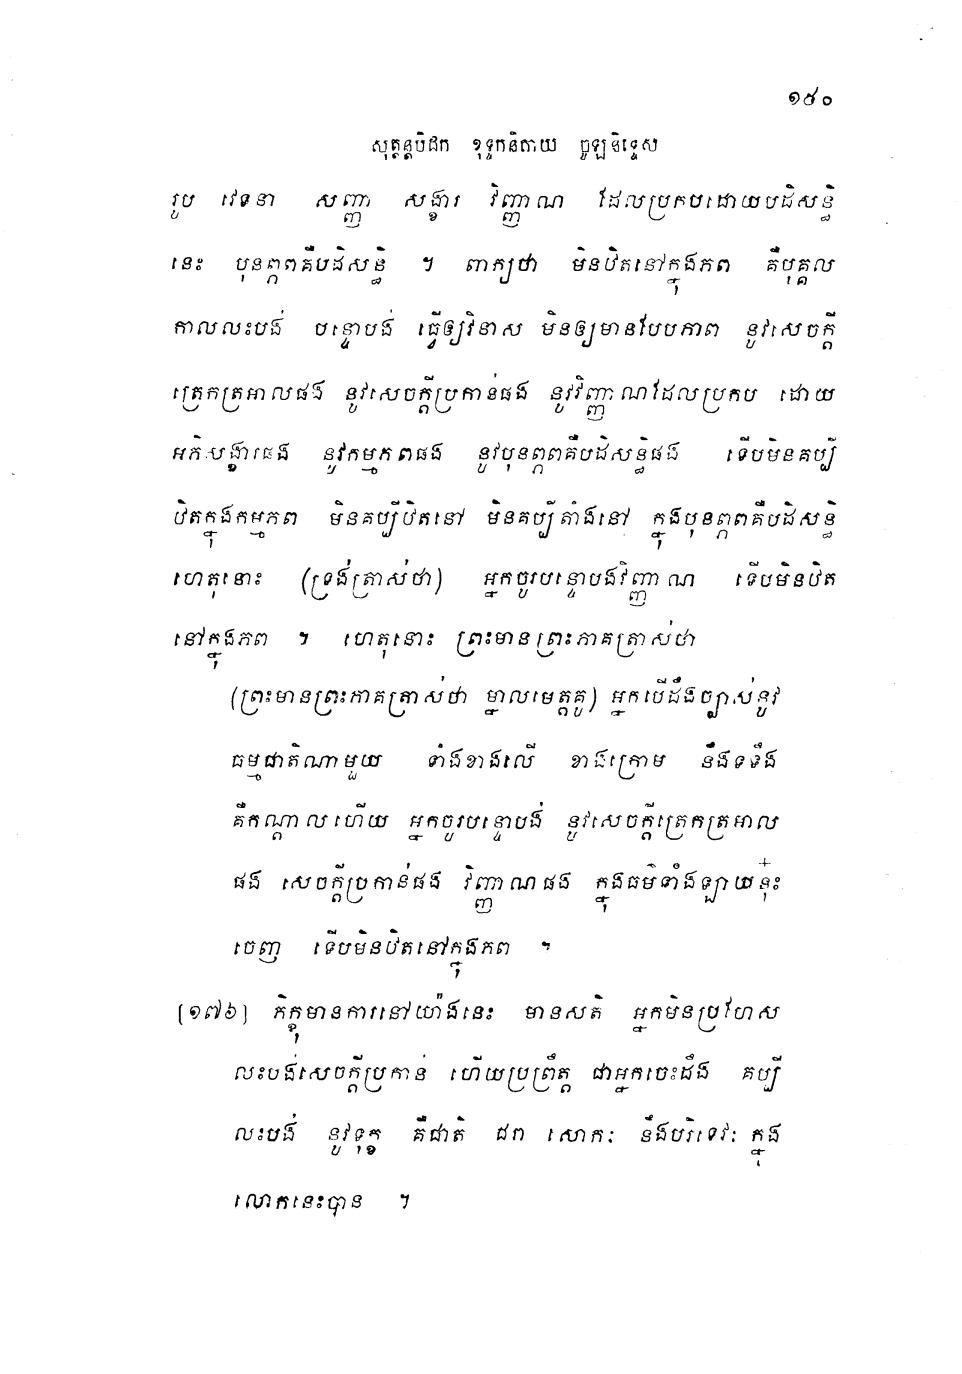 ១៥០
សុត្តន្តបិដក ខុទ្ទកនិកាយ ចូឡនិទ្ទេស
រូប វេទនា សញ្ញា សង្ខារ វិញ្ញាណ ដែលប្រកបដោយបដិសន្ធិ
នេះ បុនព្ភពគឺបដិសន្ធិ ។ ពាក្យថា មិនឋិតនៅក្នុងភព គឺបុគ្គល
កាលលះបង់ បន្ទោបង់ ធ្វើឲ្យវិនាស មិនឲ្យមានបែបភាព នូវសេចក្តី
ត្រេកត្រអាលផង នូវសេចក្តីប្រកាន់ផង នូវវិញ្ញាណដែលប្រកប ដោយ
អភិសង្ខារផង នូវកម្មភពផង នូវបុនព្ភពគឺបដិសន្ធិផង ទើបមិនគប្បី
ឋិតក្នុងកម្មភព មិនគប្បីឋិតនៅ មិនគប្បីតាំងនៅ ក្នុងបុនព្ភពគឺបដិសន្ធិ
ហេតុនោះ (ទ្រង់ត្រាស់ថា) អ្នកចូរបន្ទោបង់វិញ្ញាណ ទើបមិនឋិត
នៅក្នុងភព ។ ហេតុនោះ ព្រះមានព្រះភាគត្រាស់ថា
(ព្រះមានព្រះភាគត្រាស់ថា ម្នាលមេត្តគូ) អ្នកបើដឹងច្បាស់នូវ
ធម្មជាតិណាមួយ ទាំងខាងលើ ខាងក្រោម នឹងទទឹង
គឺកណ្តាលហើយ អ្នកចូរបន្ទោបង់ នូវសេចក្តីត្រេកត្រអាល
ផង សេចក្តីប្រកាន់ផង វិញ្ញាណផង ក្នុងធម៌ទាំងឡាយនុ៎ះ
ចេញ ទើបមិនឋិតនៅក្នុងភព ។
[១៧៦] ភិក្ខុមានការនៅយ៉ាងនេះ មានសតិ អ្នកមិនប្រហែស
លះបង់សេចក្តីប្រកាន់ ហើយប្រព្រឹត្ត ជាអ្នកចេះដឹង គប្បី
លះបង់ នូវទុក្ខ គឺជាតិ ជរា សោកៈ នឹងបរិទេវៈ ក្នុង
លោកនេះបាន ។